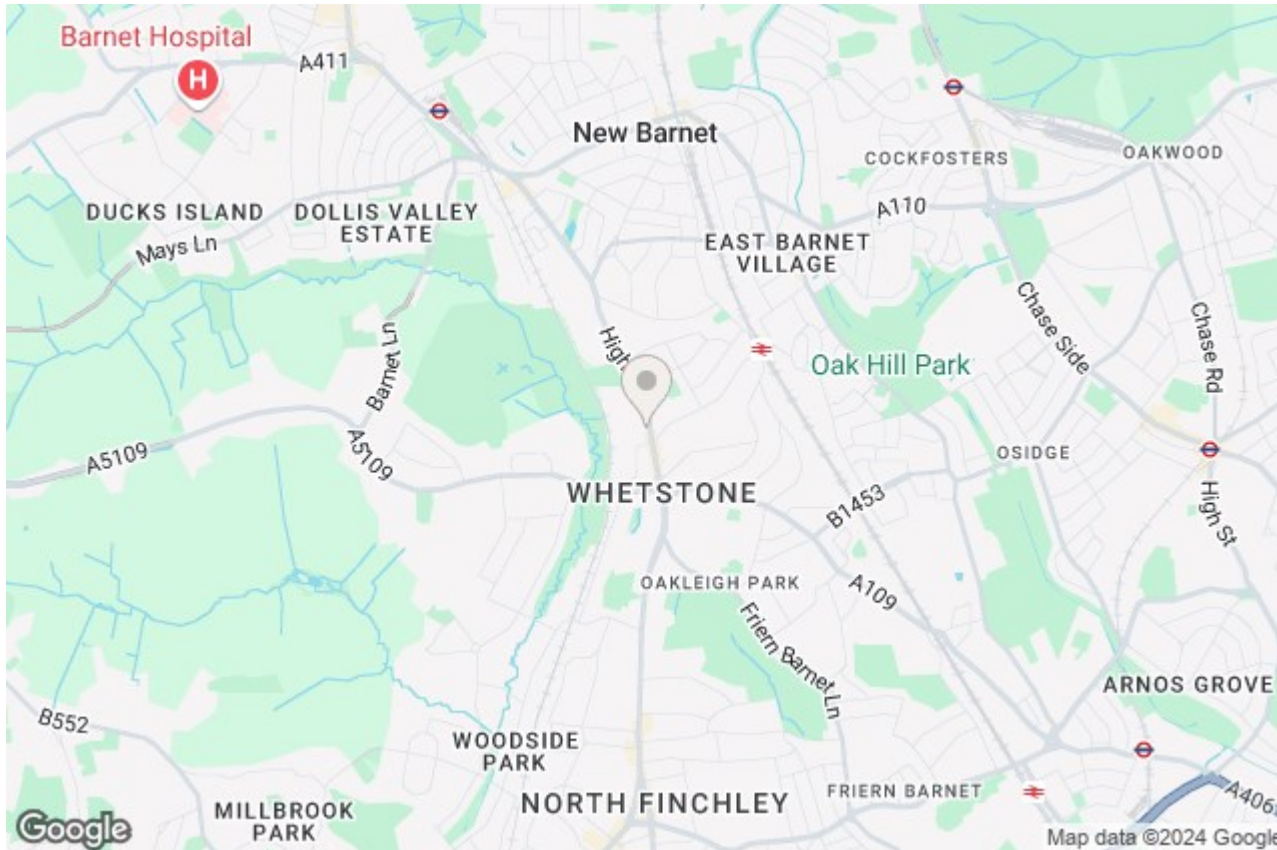 Barnet Hospital
H
A411
New Barnet
COCKFOSTERS
OAKWOOD
DUCKS ISLAND
DOLLIS VALLEY
ESTATE
A110
Mays Ln
EAST BARNET
VILLAGE
Chase Side
Chase Rd
Barnet Ln
High
Oak Hill Park
A5109
A5109
OSIDGE
WHETSTONE
B1453
High St
OAKLEIGH PARK
A109
Friern Barnet Ln
ARNOS GROVE
B552
WOODSIDE
PARK
NORTH FINCHLEY
FRIERN BARNET
A406
MILLBROOK
PARK
Google
Map data ©2024 Google